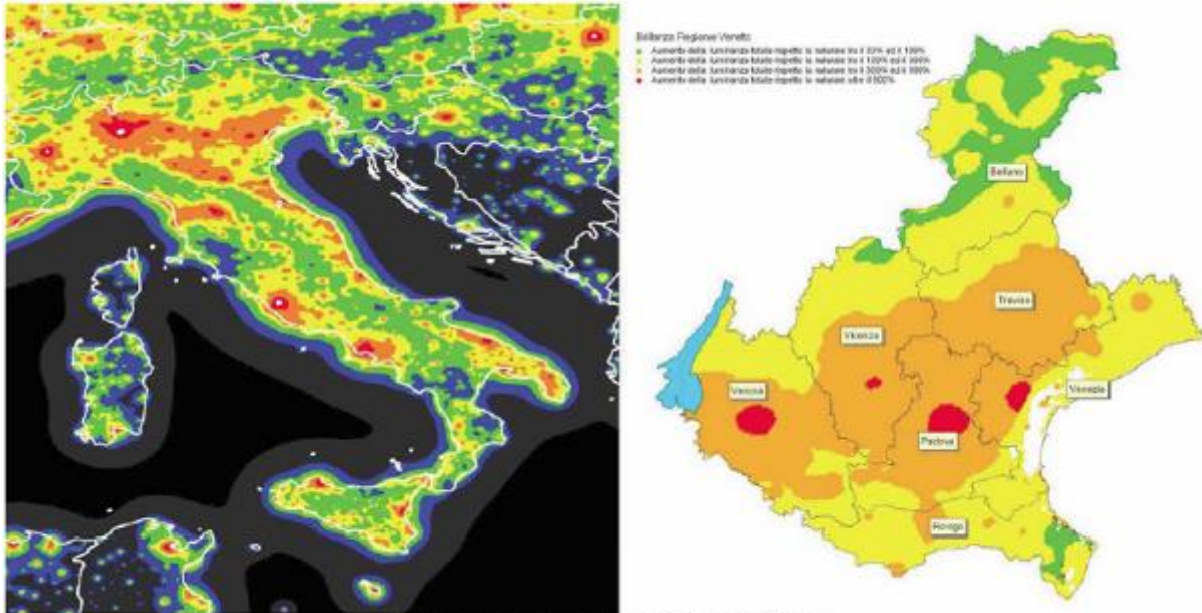 Brillanza Regione Veneto
Aumento della luminanza totale rispetto la naturale tra il 33% ed il 100%
Aumento della luminanza totale rispetto la naturale tra il 100% ed il 300%
Aumento della luminanza totale rispetto la naturale tra il 300% ed il 900%
Aumento della luminanza totale rispetto la naturale oltre il 900%
Belluno
Treviso
Vicenza
Verona
Venezia
Padova
Rovigo